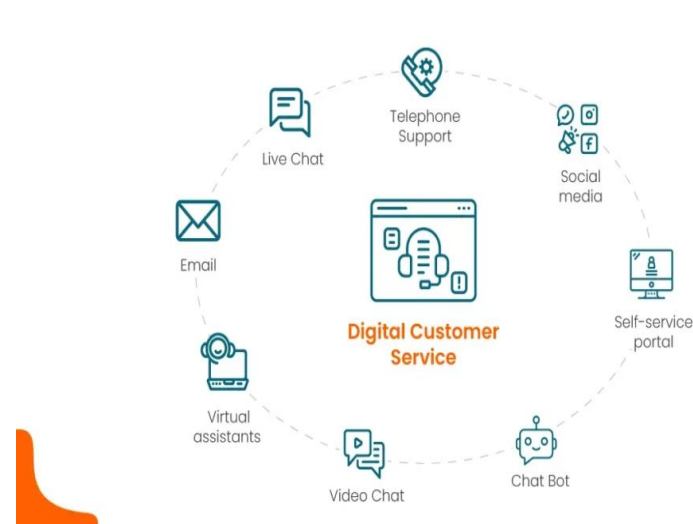 Telephone
Support
Live Chat
Social
media
Email
Digital Customer
Service
Self-service
portal
Virtual
assistants
Chat Bot
Video Chat